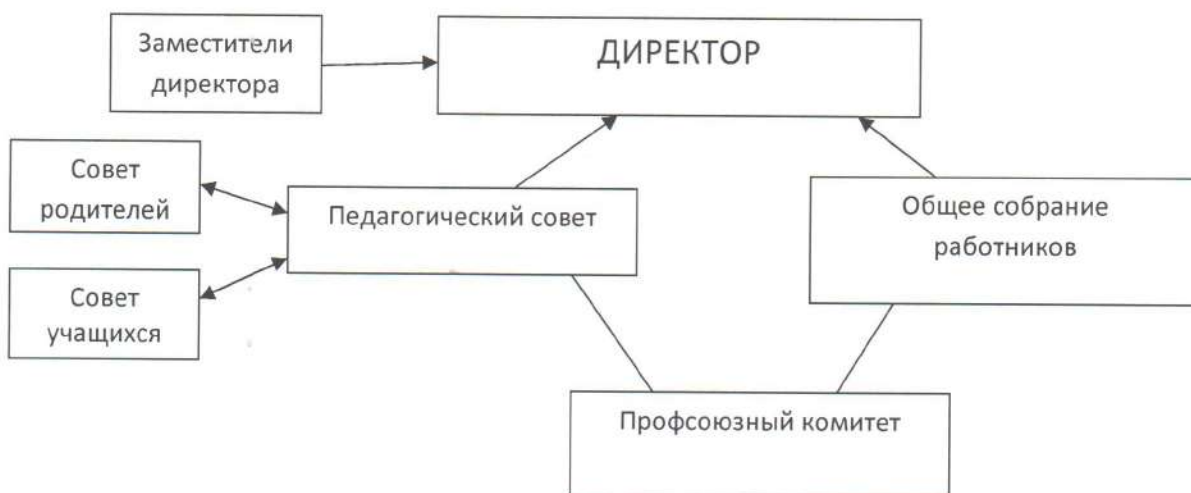 Заместители
директора
ДИРЕКТОР
Совет
родителей
Педагогический совет
Общее собрание
работников
Совет
учащихся
Профсоюзный комитет